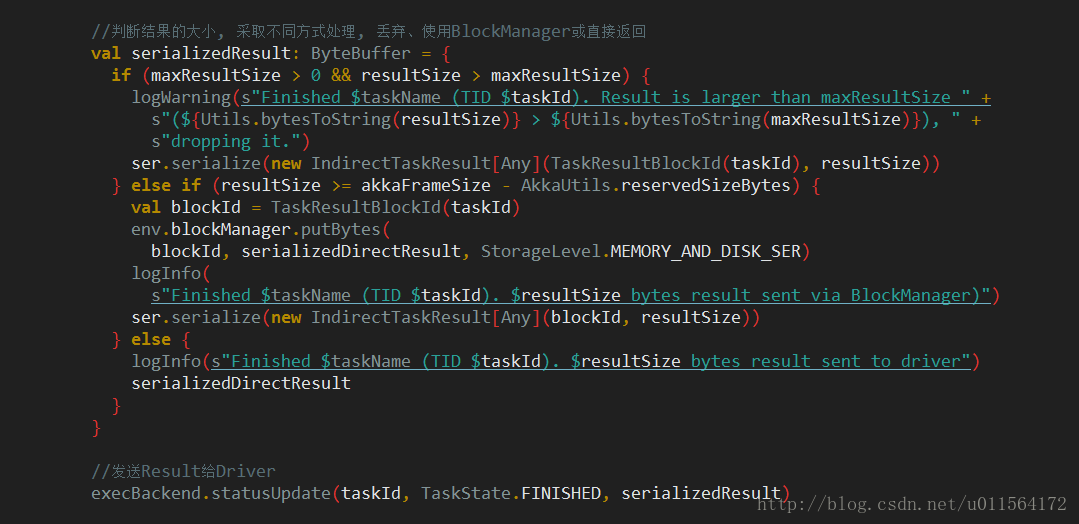 //判断结果的大小, 采取不同方式处理, 丢弃、使用BlockManager或直接返回
val serializedResult: ByteBuffer = {
if (maxResultSize > 0 && resultSize > maxResultSize) {
logWarning(s"Finished $taskName (TID $taskId). Result is larger than maxResultSize " +
s"(${Utils.bytesToString(resultSize)} > ${Utils.bytesToString(maxResultSize)}), " +
s"dropping it.")
ser.serialize(new IndirectTaskResult[Any](TaskResultBlockId(taskId), resultSize))
} else if (resultSize >= akkaFrameSize - AkkaUtils.reservedSizeBytes) {
val blockId = TaskResultBlockId(taskId)
env.blockManager.putBytes(
blockId, serializedDirectResult, StorageLevel.MEMORY_AND_DISK_SER)
logInfo(
s"Finished $taskName (TID $taskId). $resultSize bytes result sent via BlockManager)")
ser.serialize(new IndirectTaskResult[Any](blockId, resultSize))
} else {
logInfo(s"Finished $taskName (TID $taskId). $resultSize bytes result sent to driver")
serializedDirectResult
}
}
//发送Result给Driver
execBackend.statusUpdate(taskId, TaskState.FINISHED, serializedResult)
http://blog.csdn.net/u011564172